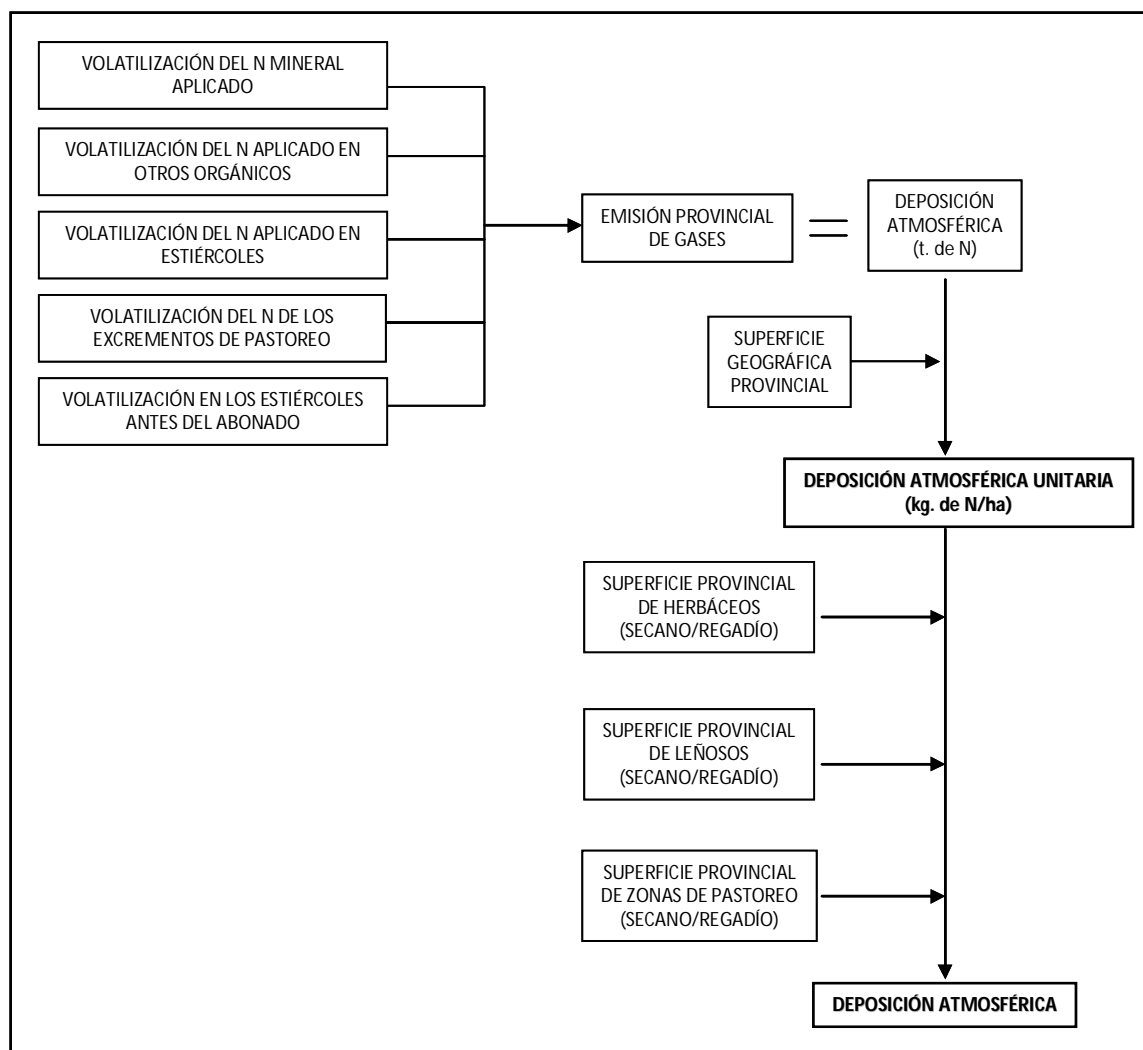 VOLATILIZACIÓN DEL N MINERAL
APLICADO
VOLATILIZACIÓN DEL N APLICADO EN
OTROS ORGÁNICOS
VOLATILIZACIÓN DEL N APLICADO EN
ESTIÉRCOLES
VOLATILIZACIÓN DEL N DE LOS
EXCREMENTOS DE PASTOREO
VOLATILIZACIÓN EN LOS ESTIÉRCOLES
ANTES DEL ABONADO
EMISIÓN PROVINCIAL
DE GASES
DEPOSICIÓN
ATMOSFÉRICA
(t. de N)
SUPERFICIE
GEOGRÁFICA
PROVINCIAL
DEPOSICIÓN ATMOSFÉRICA UNITARIA
(kg. de N/ha)
SUPERFICIE PROVINCIAL
DE HERBÁCEOS
(SECANO/REGADÍO)
SUPERFICIE PROVINCIAL
DE LEÑOSOS
(SECANO/REGADÍO)
SUPERFICIE PROVINCIAL
DE ZONAS DE PASTOREO
(SECANO/REGADÍO)
DEPOSICIÓN ATMOSFÉRICA